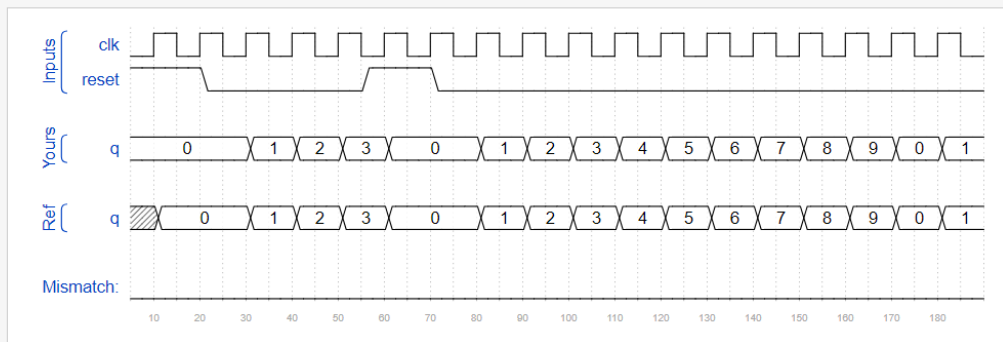 Inputs
clk
reset
Yours
q 0 1 2 3 0 1 2 3 4 5 6 7 8 9 0 1
Ref
q 0 1 2 3 0 1 2 3 4 5 6 7 8 9 0 1
Mismatch:
10 20 30 40 50 60 70 80 90 100 110 120 130 140 150 160 170 180